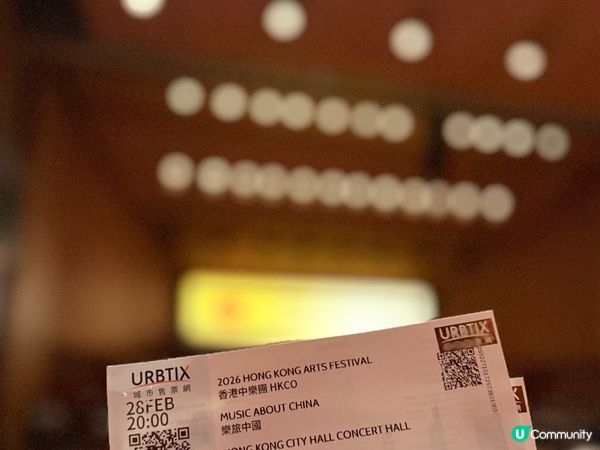 URBTIX
城市售票網
28FEB
20:00
2026 HONG KONG ARTS FESTIVAL
香港中樂團 HKCO
MUSIC ABOUT CHINA
樂旅中國
HONG KONG CITY HALL CONCERT HALL
URBTIX
U Community